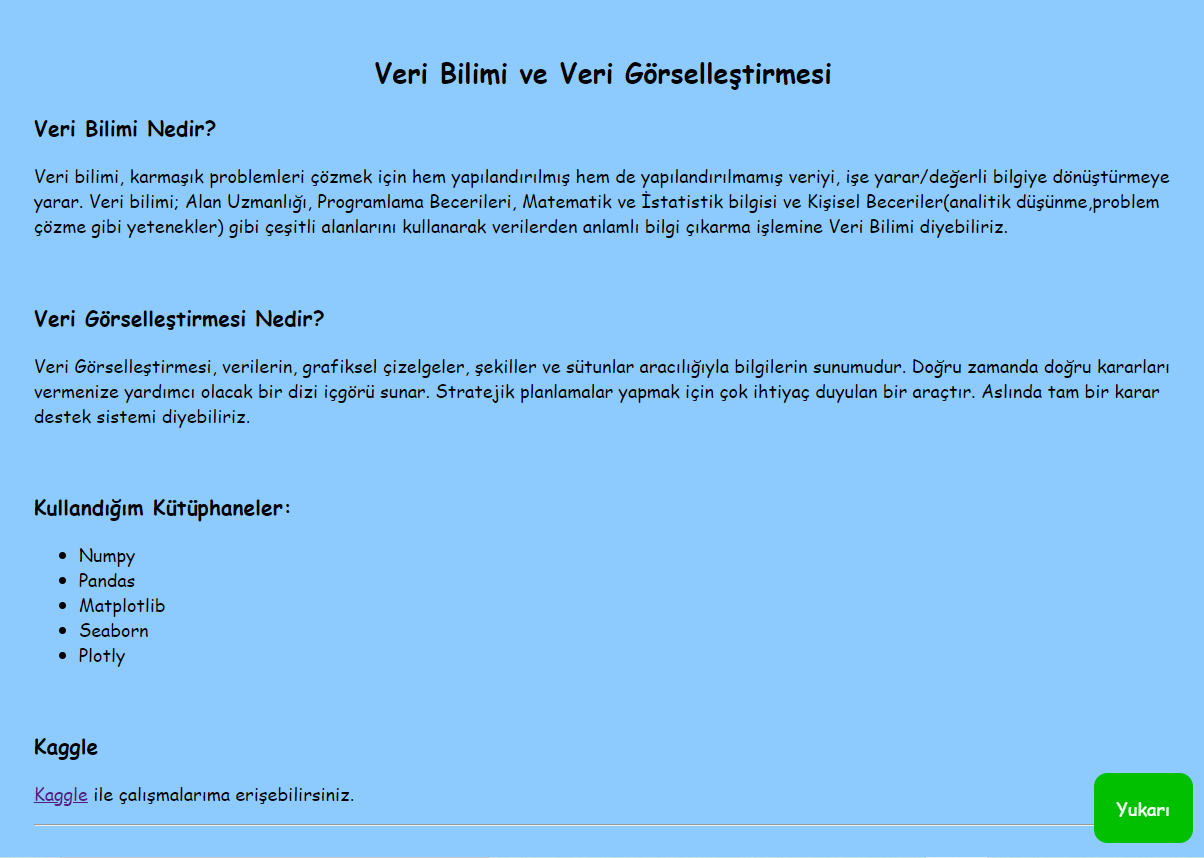 Veri Bilimi ve Veri Görselleştirmesi
Veri Bilimi Nedir?
Veri bilimi, karmaşık problemleri çözmek için hem yapılandırılmış hem de yapılandırılmamış veriyi, işe yarar/değerli bilgiye dönüştürmeye
yarar. Veri bilimi; Alan Uzmanlığı, Programlama Becerileri, Matematik ve İstatistik bilgisi ve Kişisel Beceriler(analitik düşünme,problem
çözme gibi yetenekler) gibi çeşitli alanlarını kullanarak verilerden anlamlı bilgi çıkarma işlemine Veri Bilimi diyebiliriz.
Veri Görselleştirmesi Nedir?
Veri Görselleştirmesi, verilerin, grafiksel çizelgeler, şekiller ve sütunlar aracılığıyla bilgilerin sunumudur. Doğru zamanda doğru kararları
vermenize yardımcı olacak bir dizi içgörü sunar. Stratejik planlamalar yapmak için çok ihtiyaç duyulan bir araçtır. Aslında tam bir karar
destek sistemi diyebiliriz.
Kullandığım Kütüphaneler:
• Numpy
• Pandas
• Matplotlib
• Seaborn
• Plotly
Kaggle
Kaggle ile çalışmalarıma erişebilirsiniz.
Yukarı